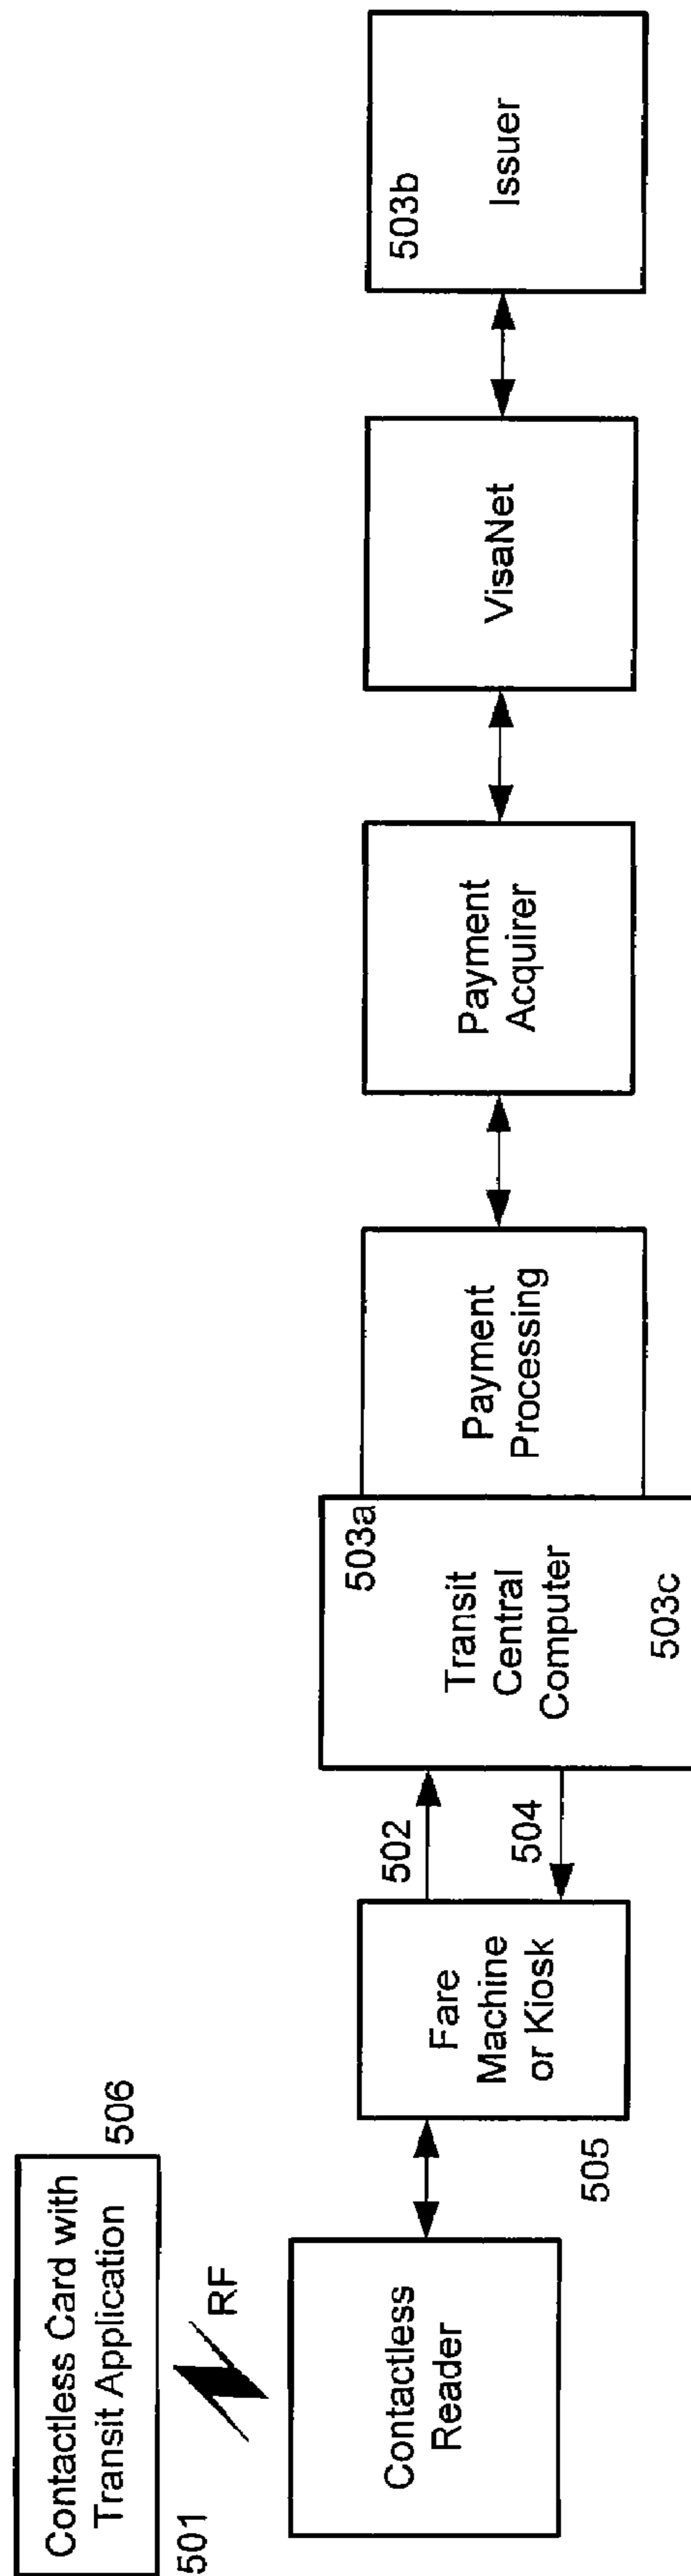 Contactless Card with
Transit Application
501
506
RF
Contactless
Reader
505
Fare
Machine
or Kiosk
502
504
503a
Transit
Central
Computer
503c
Payment
Processing
Payment
Acquirer
VisaNet
503b
Issuer